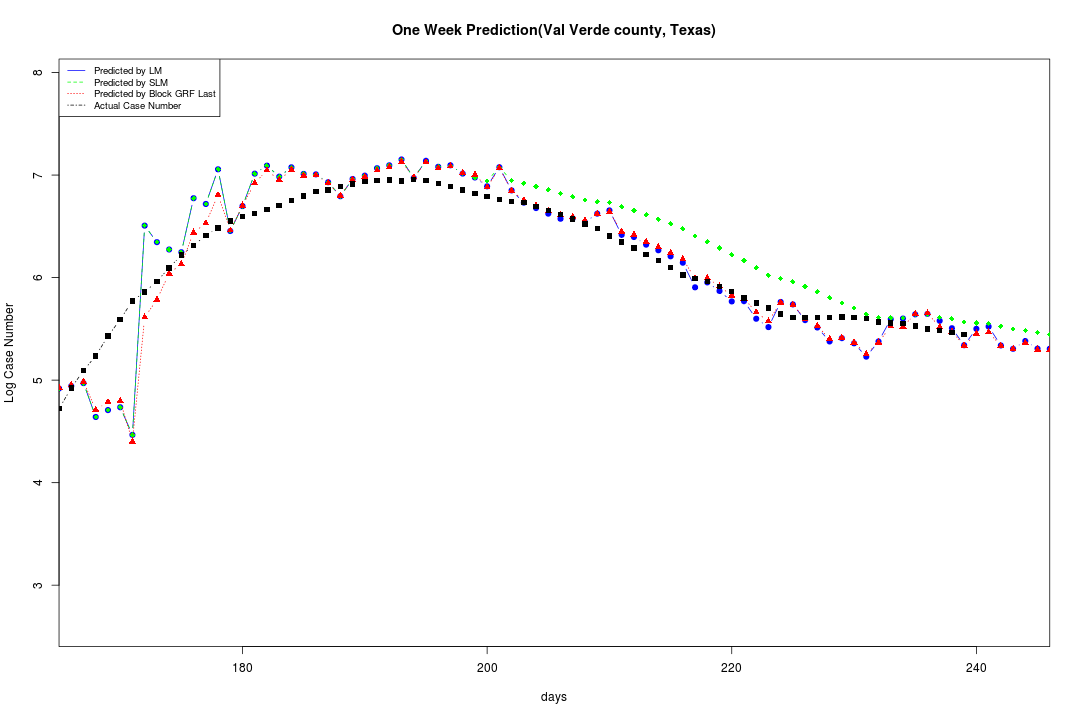 One Week Prediction(Val Verde county, Texas)
Predicted by LM
Predicted by SLM
Predicted by Block GRF Last
Actual Case Number
8
7
6
5
4
3
Log Case Number
180 200 220 240
days